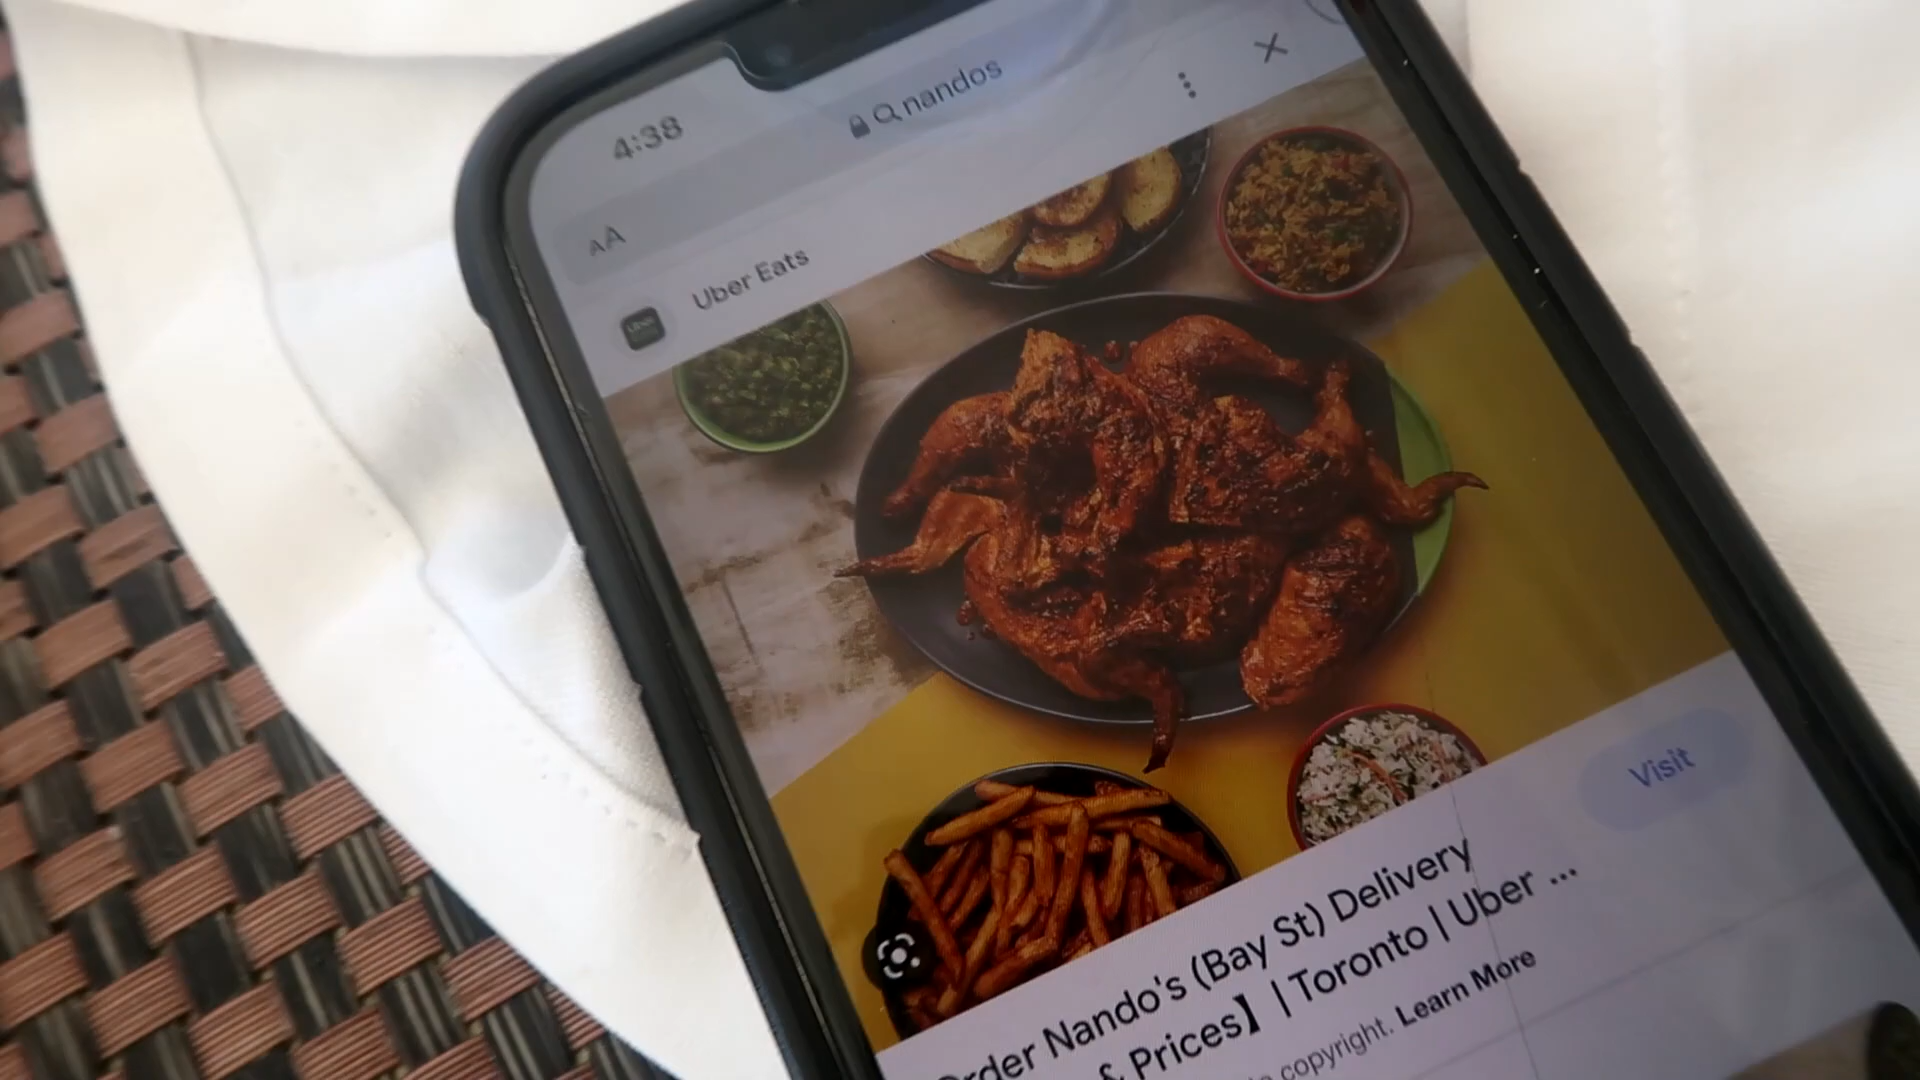 4:38
nandos
AA
Uber Eats
Visit
Order Nando's (Bay St) Delivery
& Prices】 | Toronto | Uber ...
copyright. Learn More